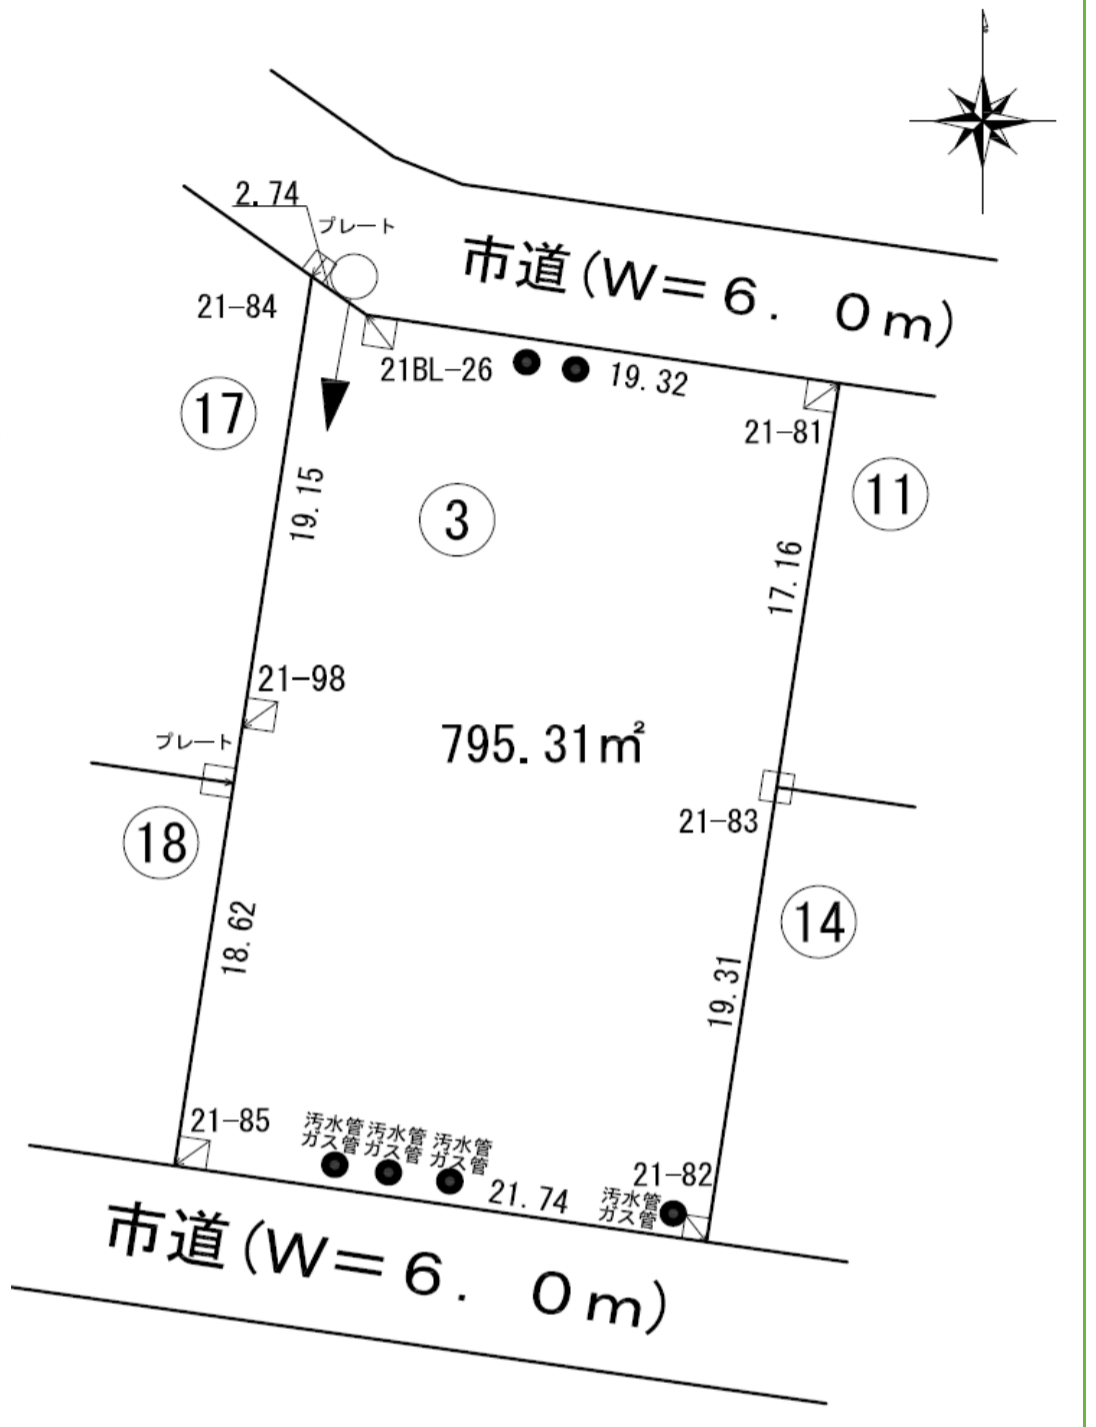 2.74
プレート
市道(W=6.0m)
21-84
21BL-26
19.32
21-81
17
11
19.15
3
17.16
21-98
795.31㎡
プレート
21-83
18
14
18.62
19.31
21-85
汚水管
ガス管
汚水管
ガス管
汚水管
ガス管
21.74
21-82
汚水管
ガス管
市道(W=6.0m)